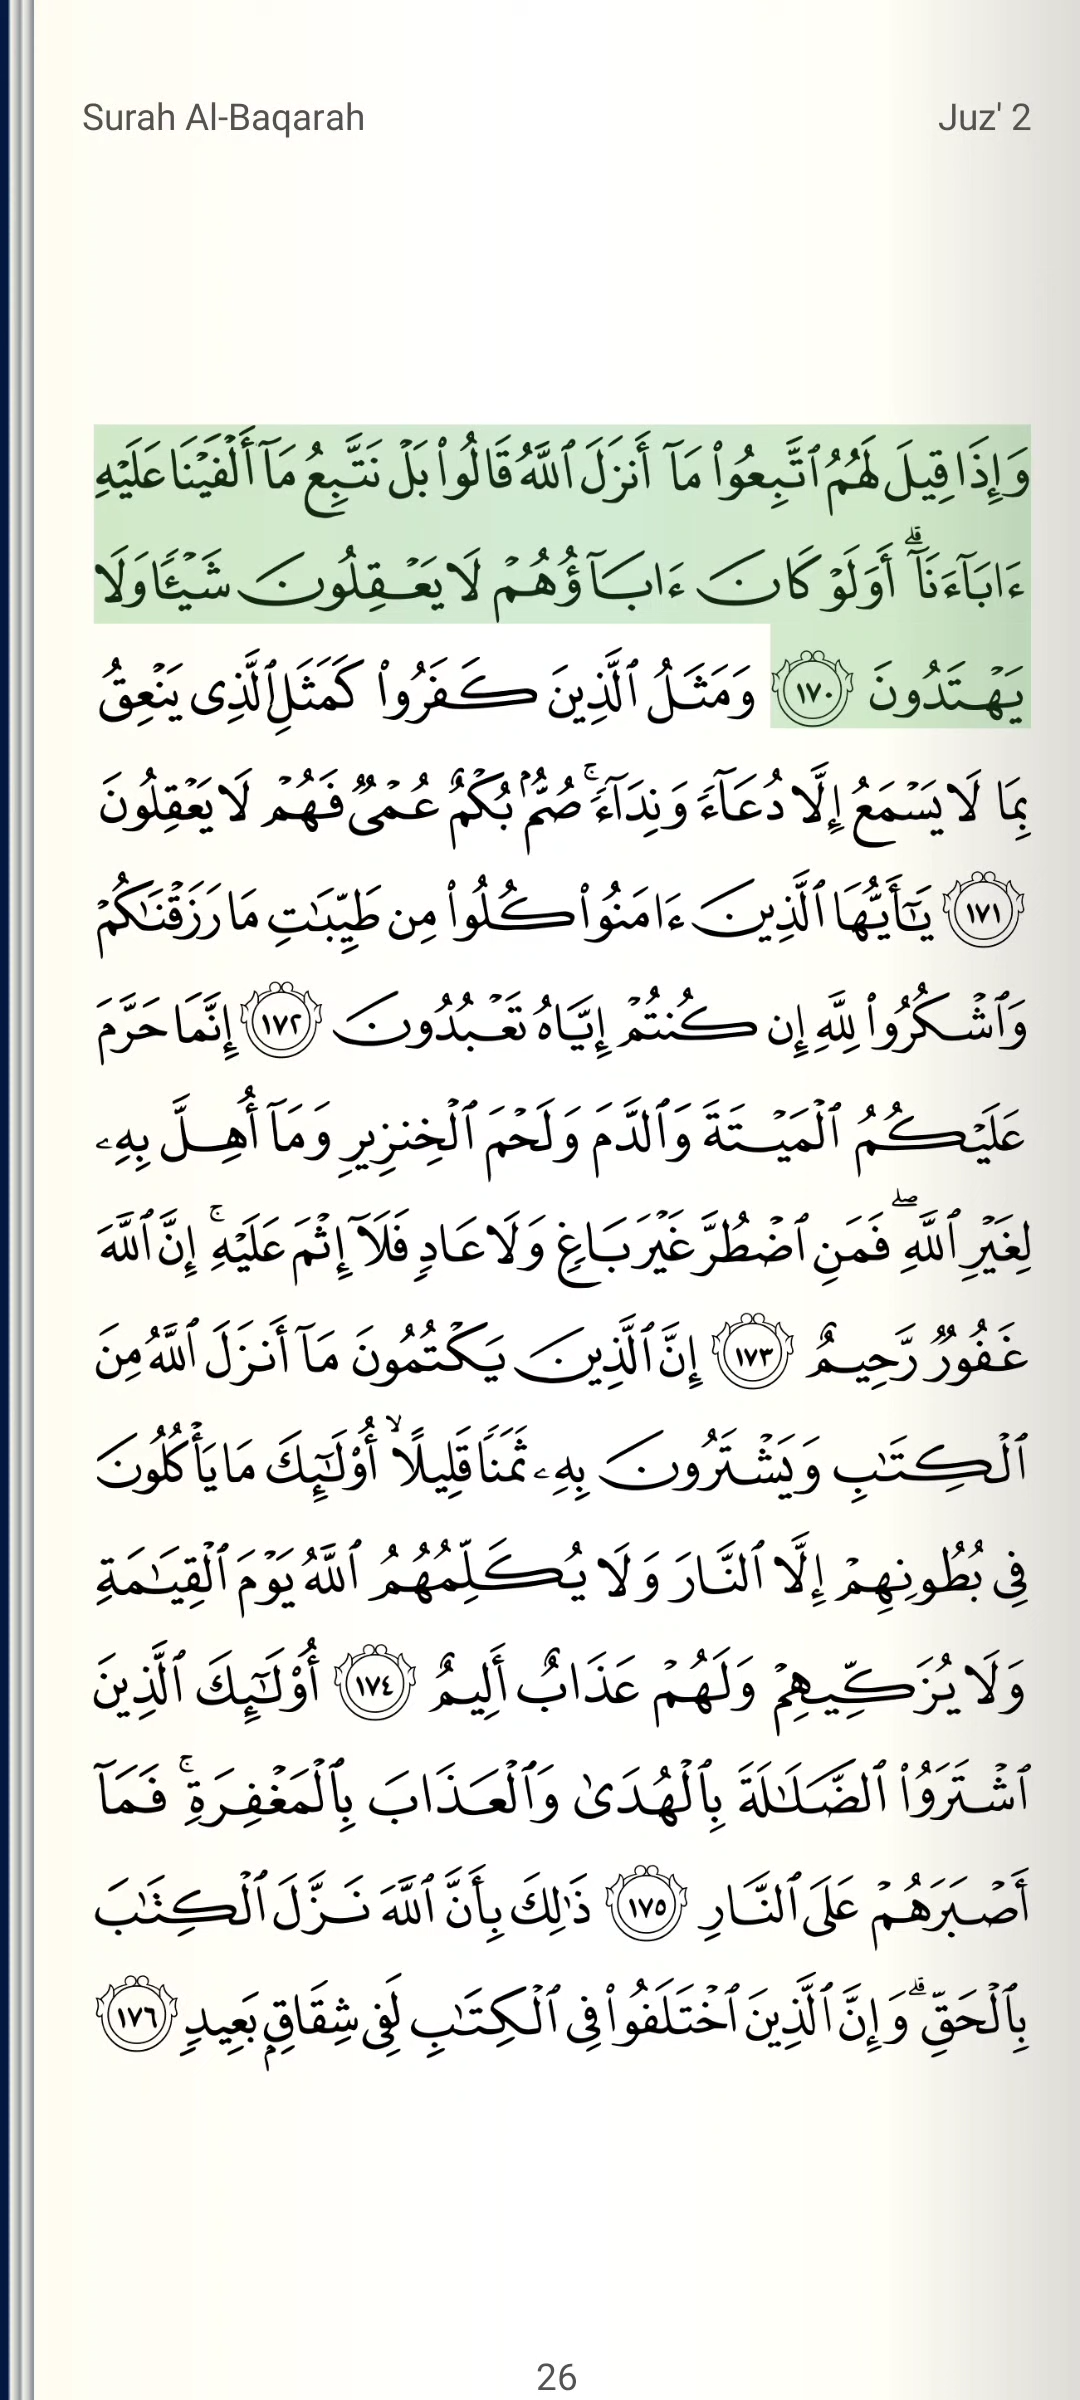 Surah Al-Baqarah
Juz' 2
وَإِذَا قِيلَ لَهُمُ ٱتَّبِعُوا۟ مَآ أَنزَلَ ٱللَّهُ قَالُوا۟ بَلْ نَتَّبِعُ مَآ أَلْفَيْنَا عَلَيْهِ
ءَابَآءَنَآ ۗ أَوَلَوْ كَانَ ءَابَآؤُهُمْ لَا يَعْقِلُونَ شَيْـًٔا وَلَا
يَهْتَدُونَ ١٧٠ وَمَثَلُ ٱلَّذِينَ كَفَرُوا۟ كَمَثَلِ ٱلَّذِى يَنْعِقُ
بِمَا لَا يَسْمَعُ إِلَّا دُعَآءً وَنِدَآءً ۚ صُمٌّۢ بُكْمٌ عُمْىٌ فَهُمْ لَا يَعْقِلُونَ
١٧١ يَـٰٓأَيُّهَا ٱلَّذِينَ ءَامَنُوا۟ كُلُوا۟ مِن طَيِّبَـٰتِ مَا رَزَقْنَـٰكُمْ
وَٱشْكُرُوا۟ لِلَّهِ إِن كُنتُمْ إِيَّاهُ تَعْبُدُونَ ١٧٢ إِنَّمَا حَرَّمَ
عَلَيْكُمُ ٱلْمَيْتَةَ وَٱلدَّمَ وَلَحْمَ ٱلْخِنزِيرِ وَمَآ أُهِلَّ بِهِۦ
لِغَيْرِ ٱللَّهِ ۖ فَمَنِ ٱضْطُرَّ غَيْرَ بَاغٍ وَلَا عَادٍ فَلَآ إِثْمَ عَلَيْهِ ۚ إِنَّ ٱللَّهَ
غَفُورٌ رَّحِيمٌ ١٧٣ إِنَّ ٱلَّذِينَ يَكْتُمُونَ مَآ أَنزَلَ ٱللَّهُ مِنَ
ٱلْكِتَـٰبِ وَيَشْتَرُونَ بِهِۦ ثَمَنًا قَلِيلًا ۙ أُو۟لَـٰٓئِكَ مَا يَأْكُلُونَ
فِى بُطُونِهِمْ إِلَّا ٱلنَّارَ وَلَا يُكَلِّمُهُمُ ٱللَّهُ يَوْمَ ٱلْقِيَـٰمَةِ
وَلَا يُزَكِّيهِمْ وَلَهُمْ عَذَابٌ أَلِيمٌ ١٧٤ أُو۟لَـٰٓئِكَ ٱلَّذِينَ
ٱشْتَرَوُا۟ ٱلضَّلَـٰلَةَ بِٱلْهُدَىٰ وَٱلْعَذَابَ بِٱلْمَغْفِرَةِ ۚ فَمَآ
أَصْبَرَهُمْ عَلَى ٱلنَّارِ ١٧٥ ذَٰلِكَ بِأَنَّ ٱللَّهَ نَزَّلَ ٱلْكِتَـٰبَ
بِٱلْحَقِّ ۗ وَإِنَّ ٱلَّذِينَ ٱخْتَلَفُوا۟ فِى ٱلْكِتَـٰبِ لَفِى شِقَاقٍۭ بَعِيدٍ ١٧٦
26